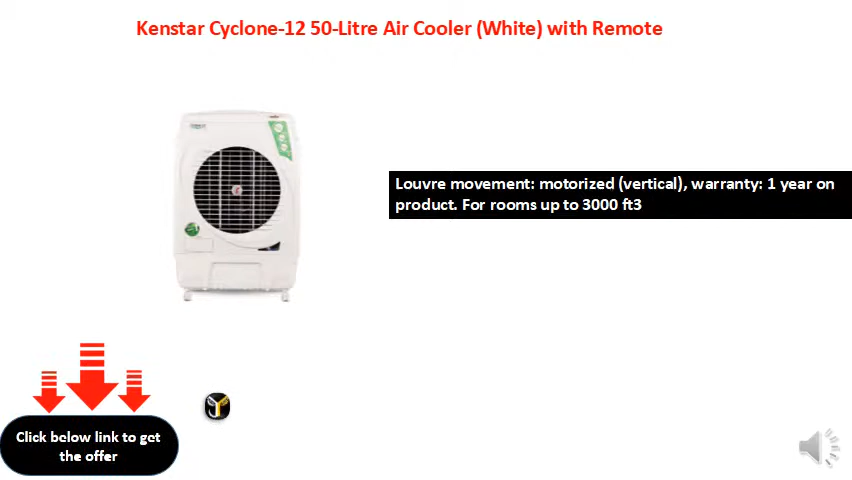 Kenstar Cyclone-12 50-Litre Air Cooler (White) with Remote
Louvre movement: motorized (vertical), warranty: 1 year on
product. For rooms up to 3000 ft3
Click below link to get
the offer